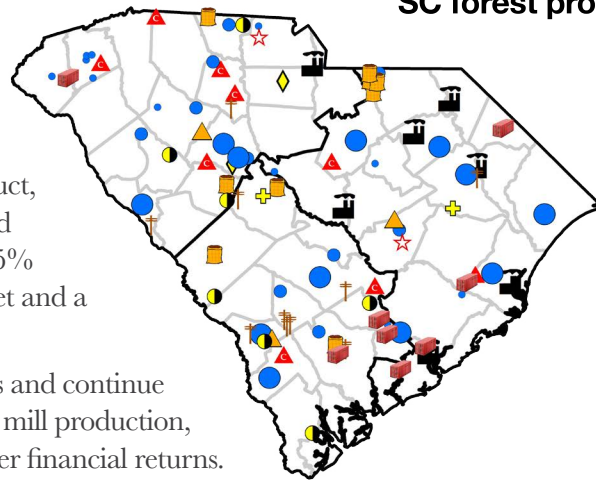 SC forest pro
uct,
d
5%
et and a
s and continue
mill production,
er financial returns.
C
C
C
C
C
C
C
C
C